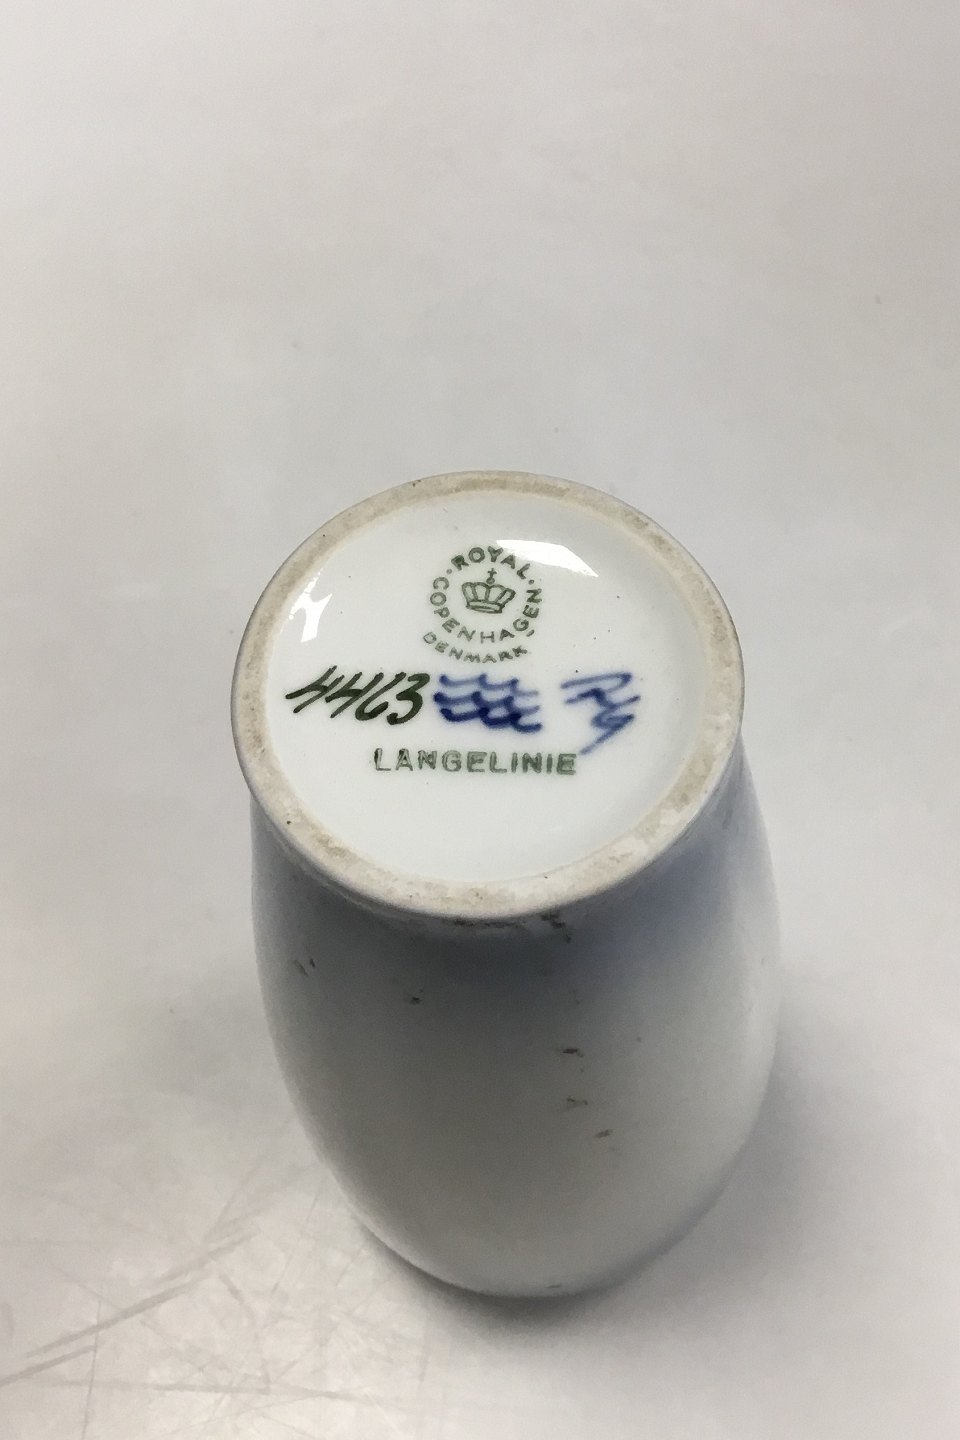 ROYAL
COPENHAGEN
DENMARK
4463
LANGELINIE